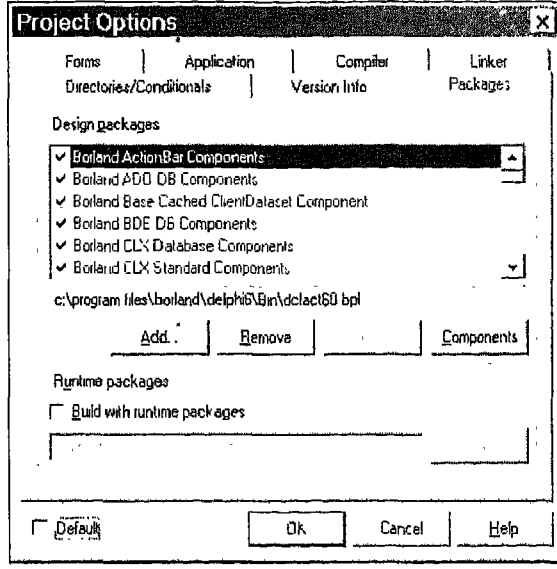 Project Options
Forms Application Compiler Linker
Directories/Conditionals Version Info Packages
Design packages
Borland ActionBar Components
Borland ADO DB Components
Borland Base Cached ClientDataset Component
Borland BDE DB Components
Borland CLX Database Components
Borland CLX Standard Components
c:\program files\borland\delphi6\Bin\dclact60.bpl
Add... Remove Components
Runtime packages
Build with runtime packages
Default OK Cancel Help